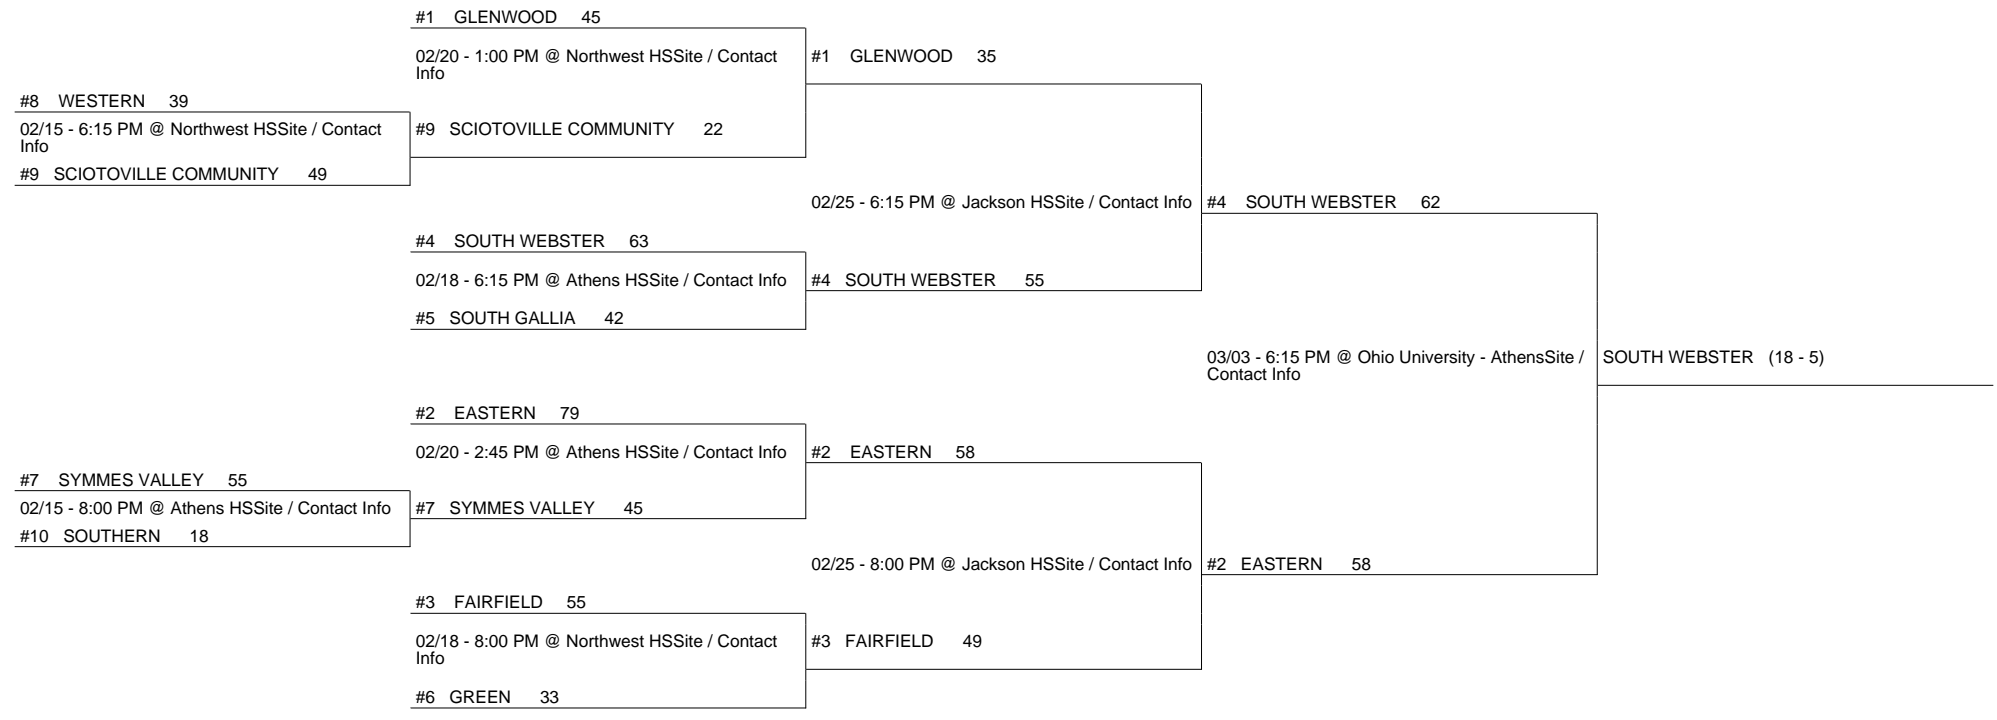 #1 GLENWOOD 45
02/20 - 1:00 PM @ Northwest HSSite / Contact
Info
#1 GLENWOOD 35
#8 WESTERN 39
02/15 - 6:15 PM @ Northwest HSSite / Contact
Info
#9 SCIOTOVILLE COMMUNITY 22
#9 SCIOTOVILLE COMMUNITY 49
02/25 - 6:15 PM @ Jackson HSSite / Contact Info
#4 SOUTH WEBSTER 62
#4 SOUTH WEBSTER 63
02/18 - 6:15 PM @ Athens HSSite / Contact Info
#4 SOUTH WEBSTER 55
#5 SOUTH GALLIA 42
03/03 - 6:15 PM @ Ohio University - AthensSite /
Contact Info
SOUTH WEBSTER (18 - 5)
#2 EASTERN 79
02/20 - 2:45 PM @ Athens HSSite / Contact Info
#2 EASTERN 58
#7 SYMMES VALLEY 55
02/15 - 8:00 PM @ Athens HSSite / Contact Info
#7 SYMMES VALLEY 45
#10 SOUTHERN 18
02/25 - 8:00 PM @ Jackson HSSite / Contact Info
#2 EASTERN 58
#3 FAIRFIELD 55
02/18 - 8:00 PM @ Northwest HSSite / Contact
Info
#3 FAIRFIELD 49
#6 GREEN 33